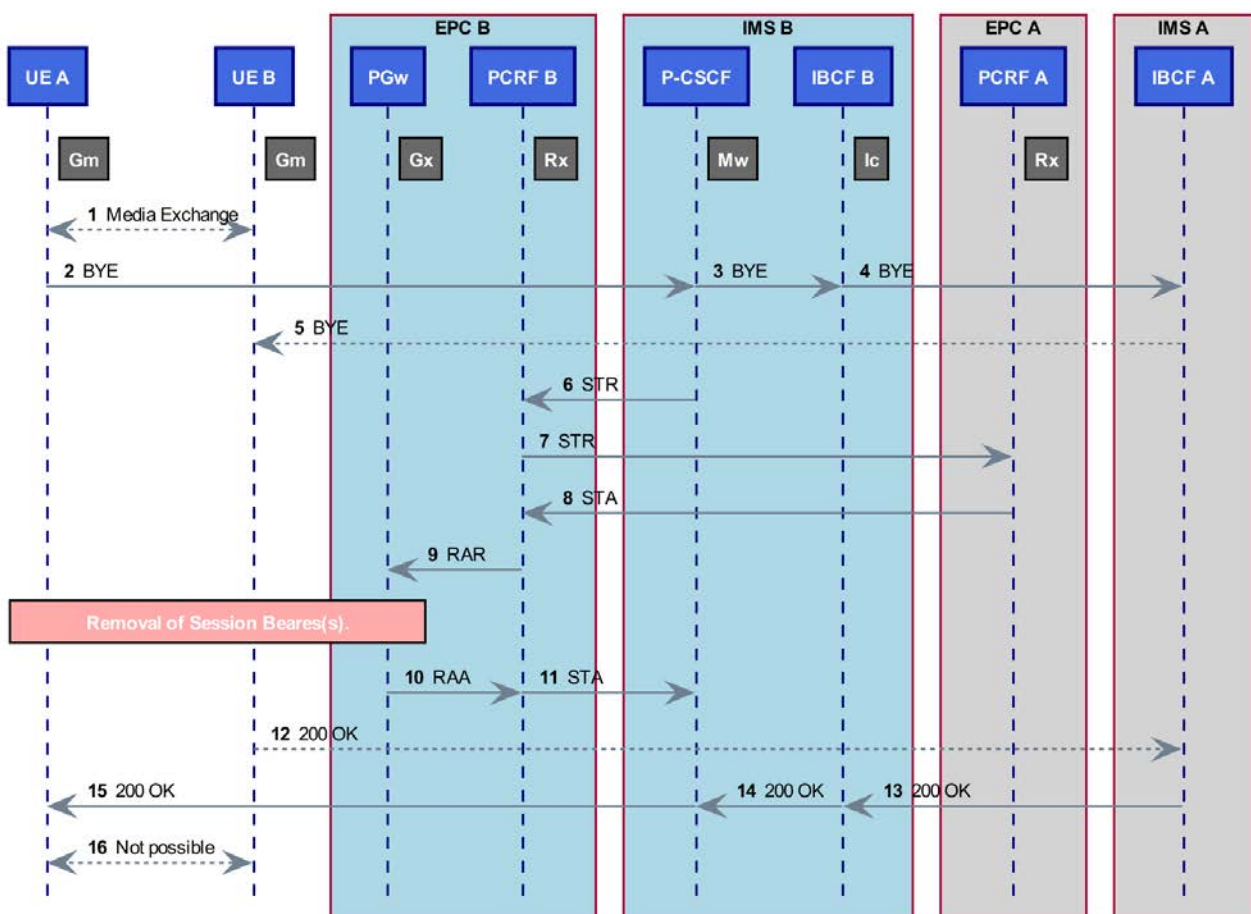 EPC B
IMS B
EPC A
IMS A
UE A
UE B
PGw
PCRF B
P-CSCF
IBCF B
PCRF A
IBCF A
Gm
Gm
Gx
Rx
Mw
Ic
Rx
1 Media Exchange
2 BYE
3 BYE
4 BYE
5 BYE
6 STR
7 STR
8 STA
9 RAR
Removal of Session Beares(s).
10 RAA
11 STA
12 200 OK
15 200 OK
14 200 OK
13 200 OK
16 Not possible